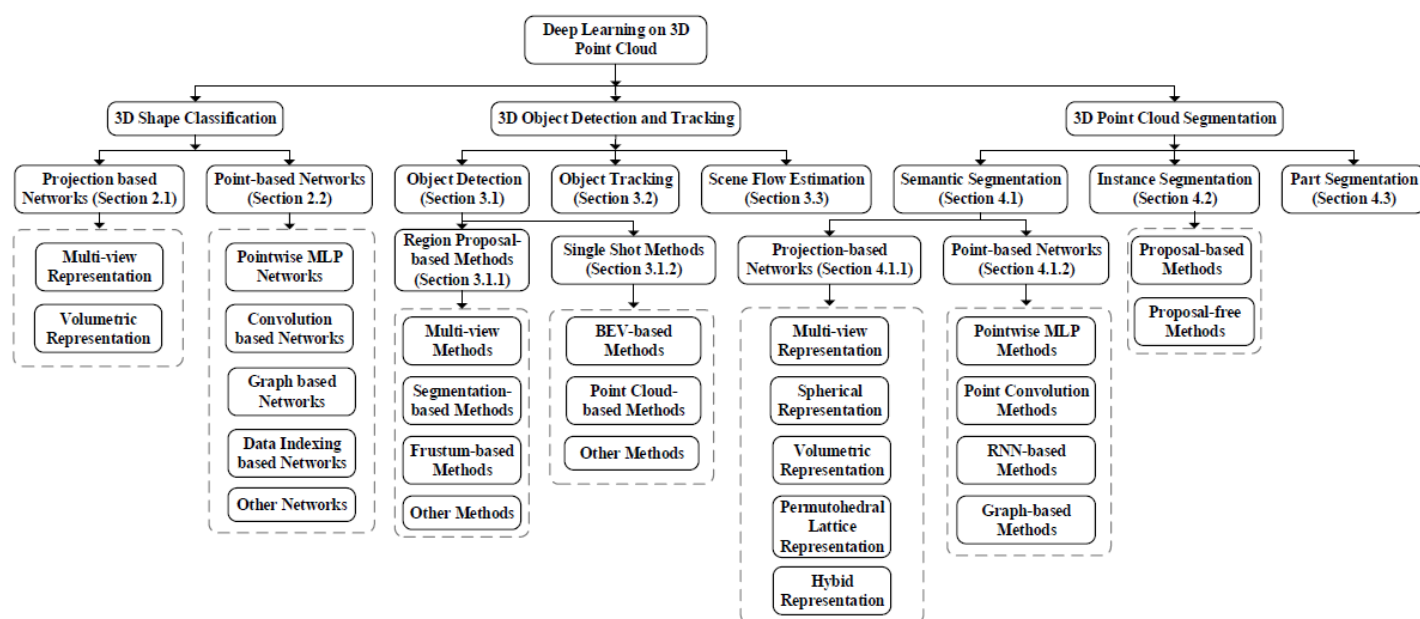 Deep Learning on 3D
Point Cloud
3D Shape Classification
3D Object Detection and Tracking
3D Point Cloud Segmentation
Projection based
Networks (Section 2.1)
Point-based Networks
(Section 2.2)
Object Detection
(Section 3.1)
Object Tracking
(Section 3.2)
Scene Flow Estimation
(Section 3.3)
Semantic Segmentation
(Section 4.1)
Instance Segmentation
(Section 4.2)
Part Segmentation
(Section 4.3)
Multi-view
Representation
Volumetric
Representation
Pointwise MLP
Networks
Convolution
based Networks
Graph based
Networks
Data Indexing
based Networks
Other Networks
Region Proposal-
based Methods
(Section 3.1.1)
Single Shot Methods
(Section 3.1.2)
Multi-view
Methods
Segmentation-
based Methods
Frustum-based
Methods
Other Methods
BEV-based
Methods
Point Cloud-
based Methods
Other Methods
Projection-based
Networks (Section 4.1.1)
Point-based Networks
(Section 4.1.2)
Multi-view
Representation
Spherical
Representation
Volumetric
Representation
Permutohedral
Lattice
Representation
Hybid
Representation
Pointwise MLP
Methods
Point Convolution
Methods
RNN-based
Methods
Graph-based
Methods
Proposal-based
Methods
Proposal-free
Methods